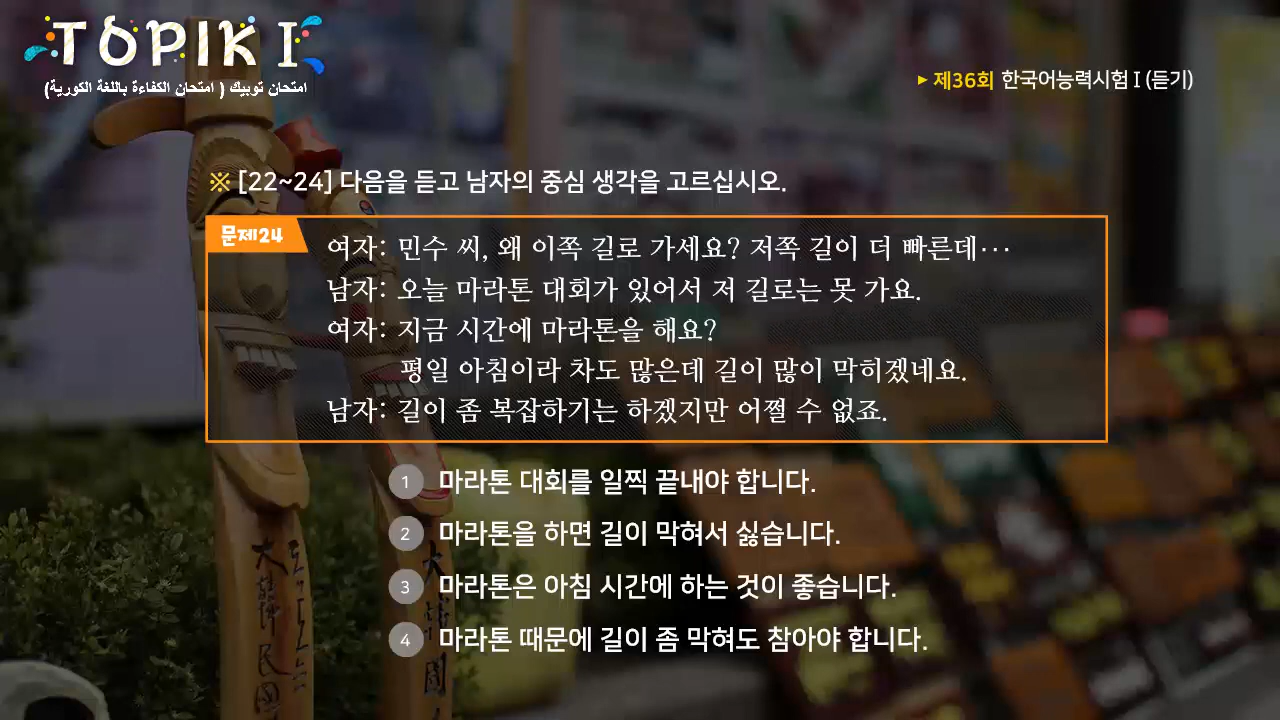 TOPIK I
امتحان توبيك ( امتحان الكفاءة باللغة الكورية)
▶ 제36회 한국어능력시험 I (듣기)
※ [22~24] 다음을 듣고 남자의 중심 생각을 고르십시오.
문제24
여자: 민수 씨, 왜 이쪽 길로 가세요? 저쪽 길이 더 빠른데···
남자: 오늘 마라톤 대회가 있어서 저 길로는 못 가요.
여자: 지금 시간에 마라톤을 해요?
평일 아침이라 차도 많은데 길이 많이 막히겠네요.
남자: 길이 좀 복잡하기는 하겠지만 어쩔 수 없죠.
1 마라톤 대회를 일찍 끝내야 합니다.
2 마라톤을 하면 길이 막혀서 싫습니다.
3 마라톤은 아침 시간에 하는 것이 좋습니다.
4 마라톤 때문에 길이 좀 막혀도 참아야 합니다.
大韓民国